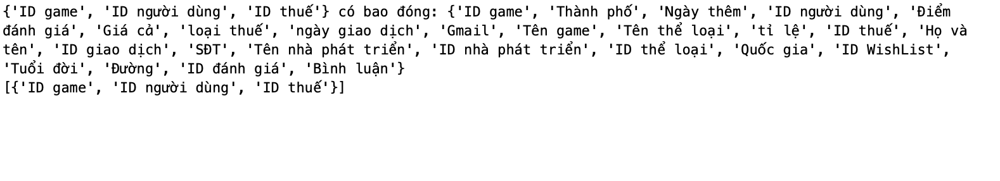 {'ID game', 'ID người dùng', 'ID thuế'} có bao đóng: {'ID game', 'Thành phố', 'Ngày thêm', 'ID người dùng', 'Điểm
đánh giá', 'Giá cả', 'loại thuế', 'ngày giao dịch', 'Gmail', 'Tên game', 'Tên thể loại', 'tỉ lệ', 'ID thuế', 'Họ và
tên', 'ID giao dịch', 'SĐT', 'Tên nhà phát triển', 'ID nhà phát triển', 'ID thể loại', 'Quốc gia', 'ID WishList',
'Tuổi đời', 'Đường', 'ID đánh giá', 'Bình luận'}
[{'ID game', 'ID người dùng', 'ID thuế'}]